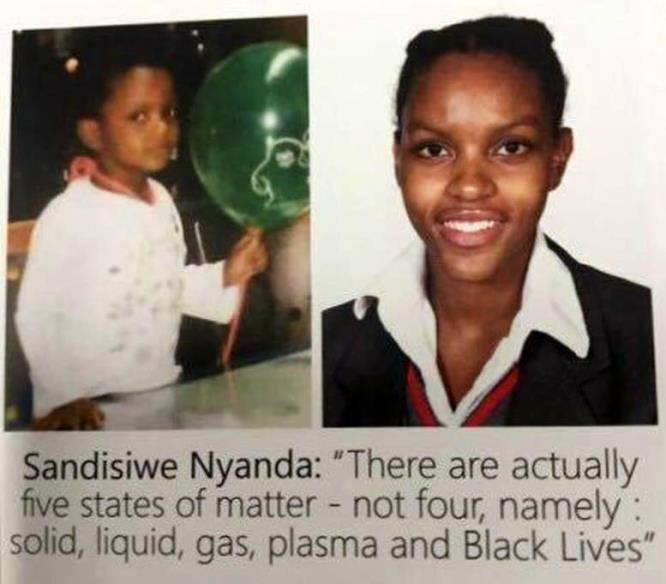 Sandisiwe Nyanda: "There are actually
five states of matter - not four, namely :
solid, liquid, gas, plasma and Black Lives"